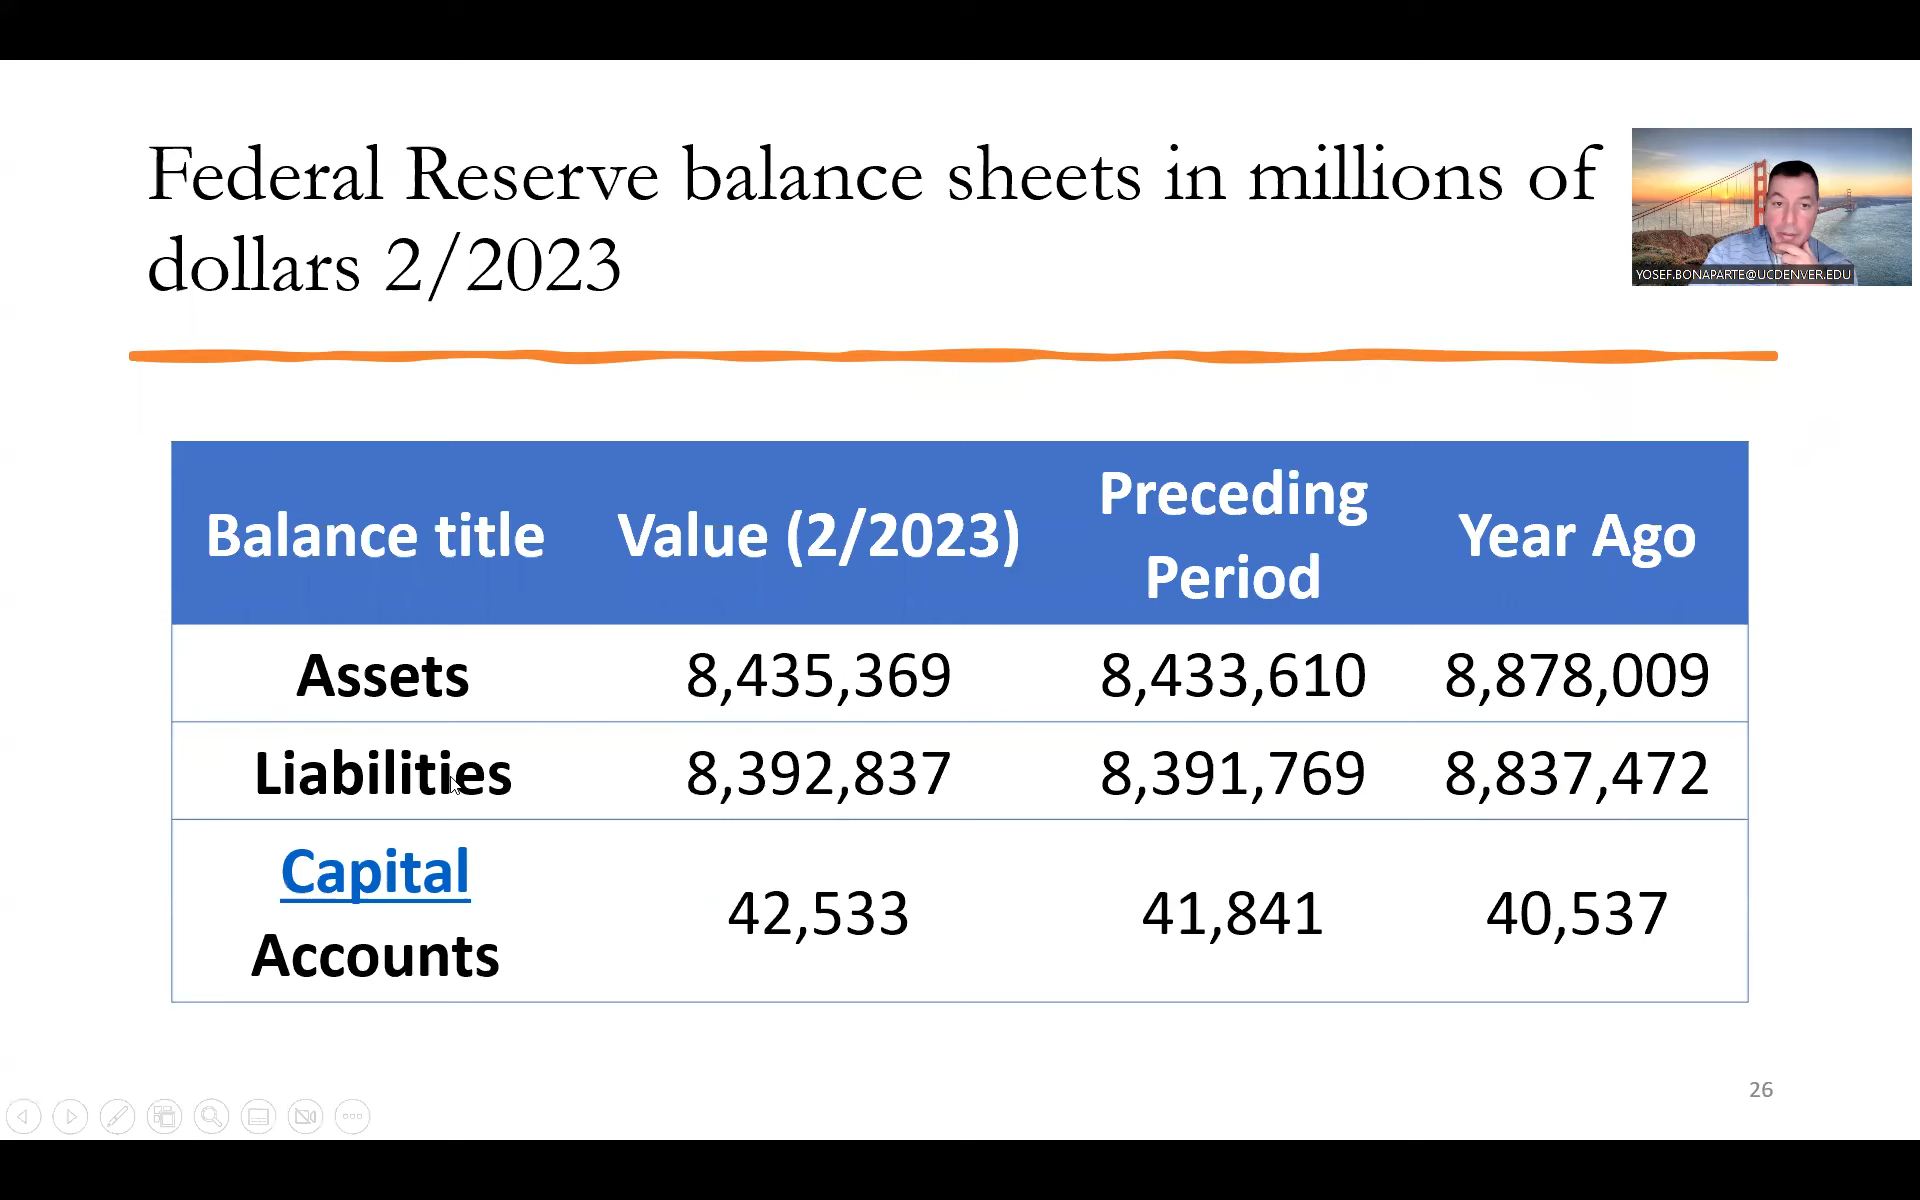 Federal Reserve balance sheets in millions of
dollars 2/2023
YOSEF.BONAPARTE@UCDENVER.EDU
Balance title Value (2/2023) Preceding Period Year Ago
Assets 8,435,369 8,433,610 8,878,009
Liabilities 8,392,837 8,391,769 8,837,472
Capital Accounts 42,533 41,841 40,537
26